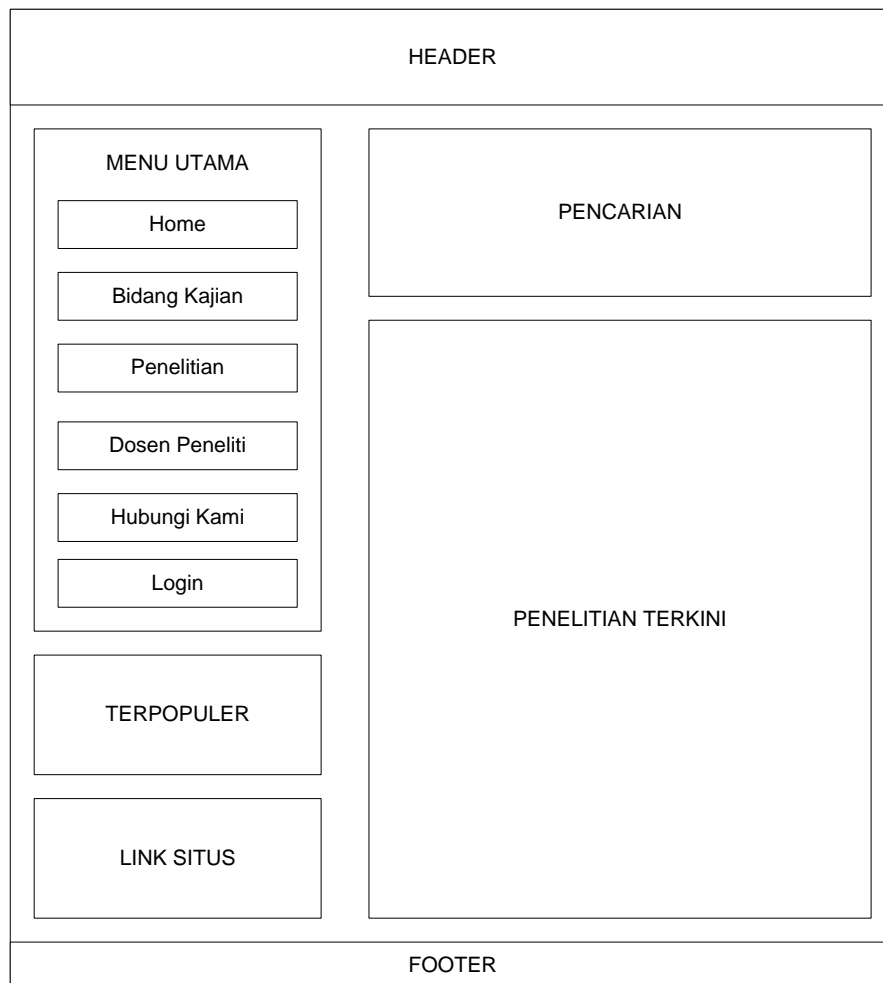 HEADER
MENU UTAMA
Home
Bidang Kajian
Penelitian
Dosen Peneliti
Hubungi Kami
Login
TERPOPULER
LINK SITUS
PENCARIAN
PENELITIAN TERKINI
FOOTER